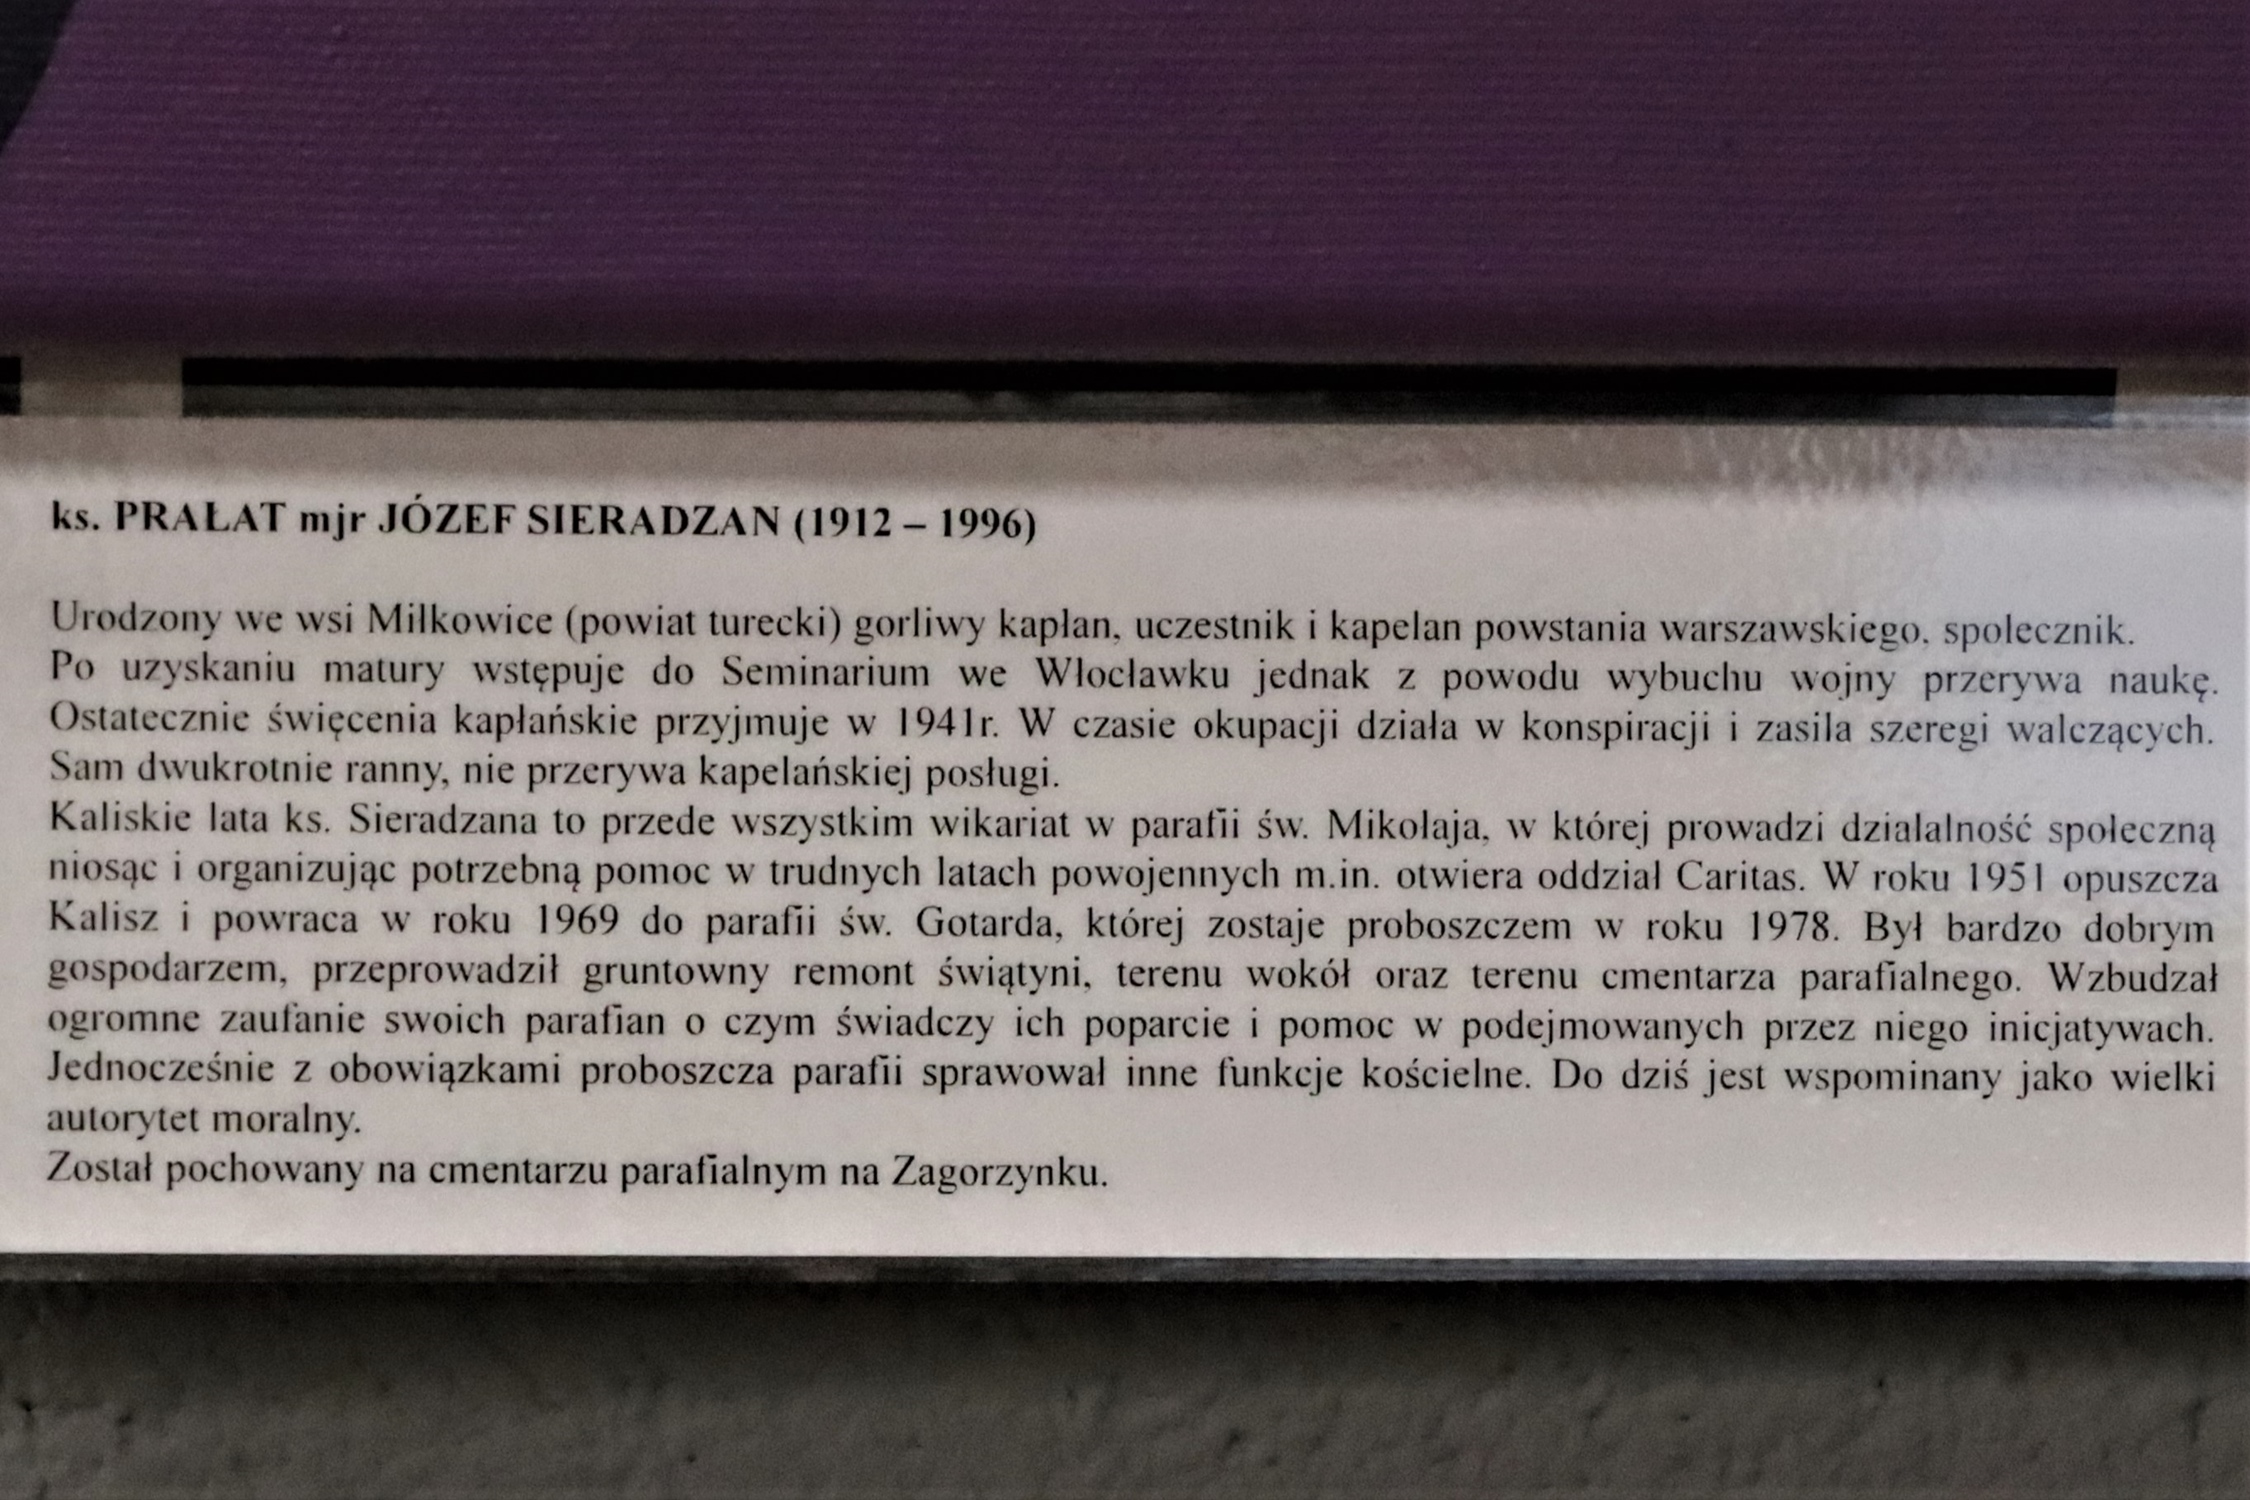 ks. PRAŁAT mjr JÓZEF SIERADZAN (1912 – 1996)
Urodzony we wsi Miłkowice (powiat turecki) gorliwy kapłan, uczestnik i kapelan powstania warszawskiego, społecznik.
Po uzyskaniu matury wstępuje do Seminarium we Włocławku jednak z powodu wybuchu wojny przerywa naukę.
Ostatecznie święcenia kapłańskie przyjmuje w 1941r. W czasie okupacji działa w konspiracji i zasila szeregi walczących.
Sam dwukrotnie ranny, nie przerywa kapelańskiej posługi.
Kaliskie lata ks. Sieradzana to przede wszystkim wikariat w parafii św. Mikołaja, w której prowadzi działalność społeczną
niosąc i organizując potrzebną pomoc w trudnych latach powojennych m.in. otwiera oddział Caritas. W roku 1951 opuszcza
Kalisz i powraca w roku 1969 do parafii św. Gotarda, której zostaje proboszczem w roku 1978. Był bardzo dobrym
gospodarzem, przeprowadził gruntowny remont świątyni, terenu wokół oraz terenu cmentarza parafialnego. Wzbudzał
ogromne zaufanie swoich parafian o czym świadczy ich poparcie i pomoc w podejmowanych przez niego inicjatywach.
Jednocześnie z obowiązkami proboszcza parafii sprawował inne funkcje kościelne. Do dziś jest wspominany jako wielki
autorytet moralny.
Został pochowany na cmentarzu parafialnym na Zagorzynku.